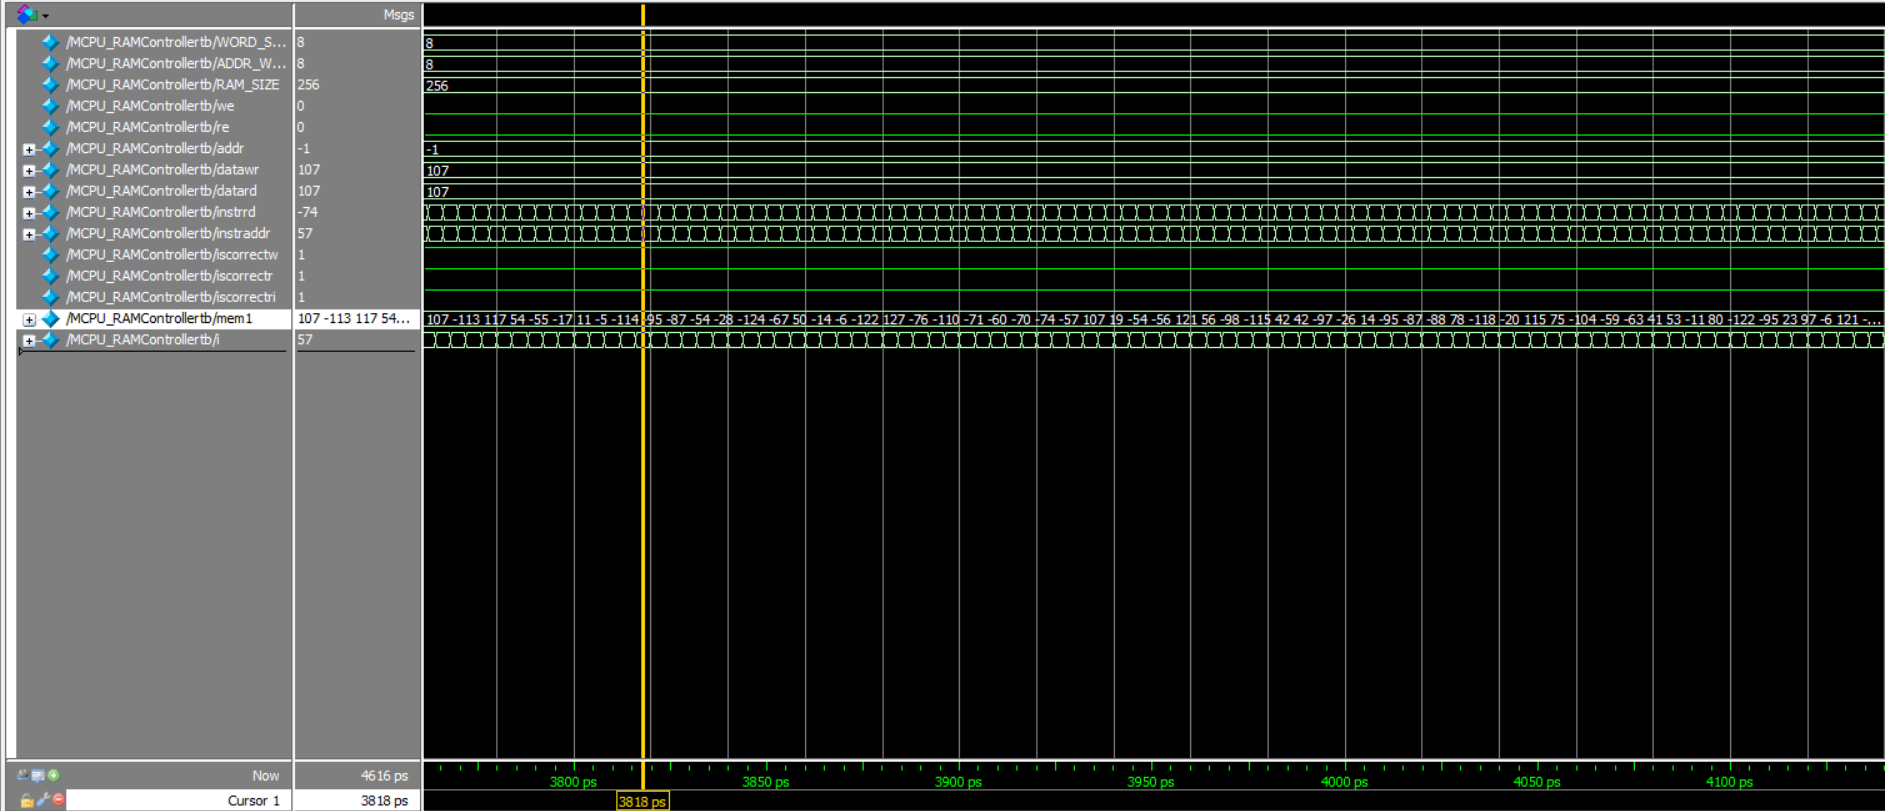 Msgs
/MCPU_RAMControllertb/WORD_S... 8 8
/MCPU_RAMControllertb/ADDR_W... 8 8
/MCPU_RAMControllertb/RAM_SIZE 256 256
/MCPU_RAMControllertb/we 0
/MCPU_RAMControllertb/re 0
/MCPU_RAMControllertb/addr -1 -1
/MCPU_RAMControllertb/datawr 107 107
/MCPU_RAMControllertb/datard 107 107
/MCPU_RAMControllertb/instrrd -74
/MCPU_RAMControllertb/instraddr 57
/MCPU_RAMControllertb/iscorrectw 1
/MCPU_RAMControllertb/iscorrectr 1
/MCPU_RAMControllertb/iscorrectri 1
/MCPU_RAMControllertb/mem1 107 -113 117 54... 107 -113 117 54 -55 -17 11 -5 -114 -95 -87 -54 -28 -124 -67 50 -14 -6 -122 127 -76 -110 -71 -60 -70 -74 -57 107 19 -54 -56 121 56 -98 -115 42 42 -97 -26 14 -95 -87 -88 78 -118 -20 115 75 -104 -59 -63 41 53 -11 80 -122 -95 23 97 -6 121 -...
/MCPU_RAMControllertb/i 57
Now 4616 ps
3800 ps 3850 ps 3900 ps 3950 ps 4000 ps 4050 ps 4100 ps
Cursor 1 3818 ps 3818 ps